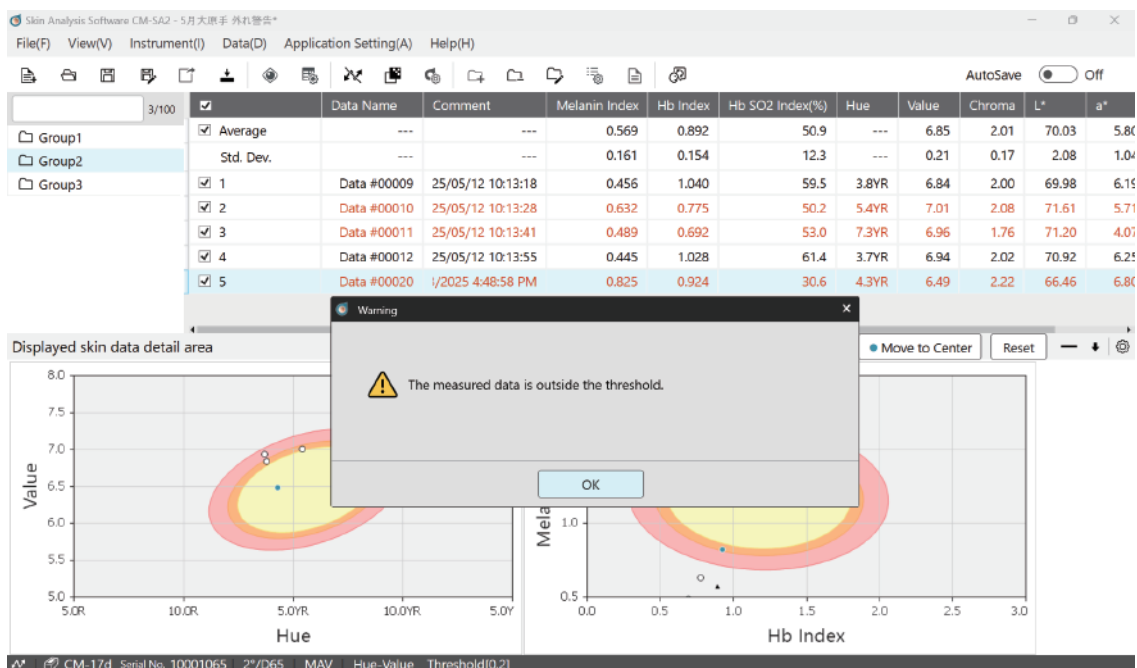 Skin Analysis Software CM-SA2 - 5月大原手 外れ警告*
File(F) View(V) Instrument(I) Data(D) Application Setting(A) Help(H)
AutoSave Off
3/100 Data Name Comment Melanin Index Hb Index Hb SO2 Index(%) Hue Value Chroma L* a*
Group1
Group2
Group3
Average --- --- 0.569 0.892 50.9 --- 6.85 2.01 70.03 5.80
Std. Dev. --- --- 0.161 0.154 12.3 --- 0.21 0.17 2.08 1.04
1 Data #00009 25/05/12 10:13:18 0.456 1.040 59.5 3.8YR 6.84 2.00 69.98 6.19
2 Data #00010 25/05/12 10:13:28 0.632 0.775 50.2 5.4YR 7.01 2.08 71.61 5.71
3 Data #00011 25/05/12 10:13:41 0.489 0.692 53.0 7.3YR 6.96 1.76 71.20 4.07
4 Data #00012 25/05/12 10:13:55 0.445 1.028 61.4 3.7YR 6.94 2.02 70.92 6.25
5 Data #00020 /2025 4:48:58 PM 0.825 0.924 30.6 4.3YR 6.49 2.22 66.46 6.80
Warning
The measured data is outside the threshold.
OK
Displayed skin data detail area
Move to Center Reset
8.0
7.5
7.0
6.5
6.0
5.5
5.0
Value
5.0R 10.0R 5.0YR 10.0YR 5.0Y
Hue
Mela
1.0
0.5
0.0 0.5 1.0 1.5 2.0 2.5 3.0
Hb Index
CM-17d Serial No. 10001065 2°/D65 MAV Hue-Value Threshold[0.2]